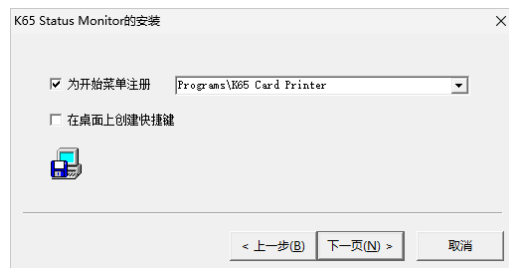 K65 Status Monitor的安装
为开始菜单注册 Programs\K65 Card Printer
在桌面上创建快捷鍵
< 上一步(B) 下一页(N) > 取消